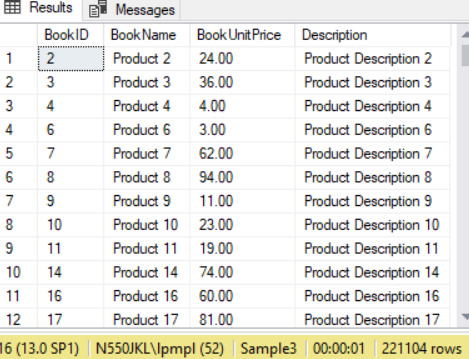 Results Messages
BookID BookName BookUnitPrice Description
1 2 Product 2 24.00 Product Description 2
2 3 Product 3 36.00 Product Description 3
3 4 Product 4 4.00 Product Description 4
4 6 Product 6 3.00 Product Description 6
5 7 Product 7 62.00 Product Description 7
6 8 Product 8 94.00 Product Description 8
7 9 Product 9 11.00 Product Description 9
8 10 Product 10 23.00 Product Description 10
9 11 Product 11 19.00 Product Description 11
10 14 Product 14 74.00 Product Description 14
11 16 Product 16 60.00 Product Description 16
12 17 Product 17 81.00 Product Description 17
16 (13.0 SP1) N550JKL\lpmpl (52) Sample3 00:00:01 221104 rows